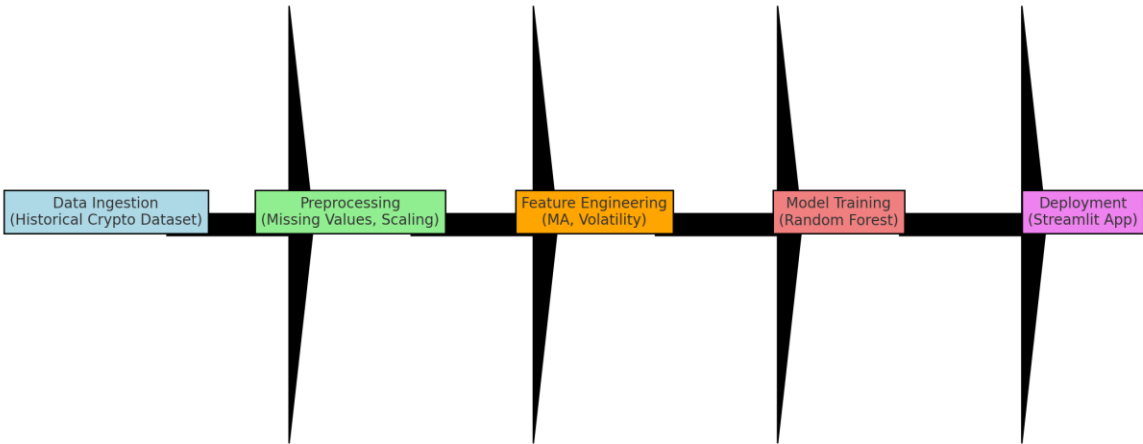 Data Ingestion
(Historical Crypto Dataset)
Preprocessing
(Missing Values, Scaling)
Feature Engineering
(MA, Volatility)
Model Training
(Random Forest)
Deployment
(Streamlit App)